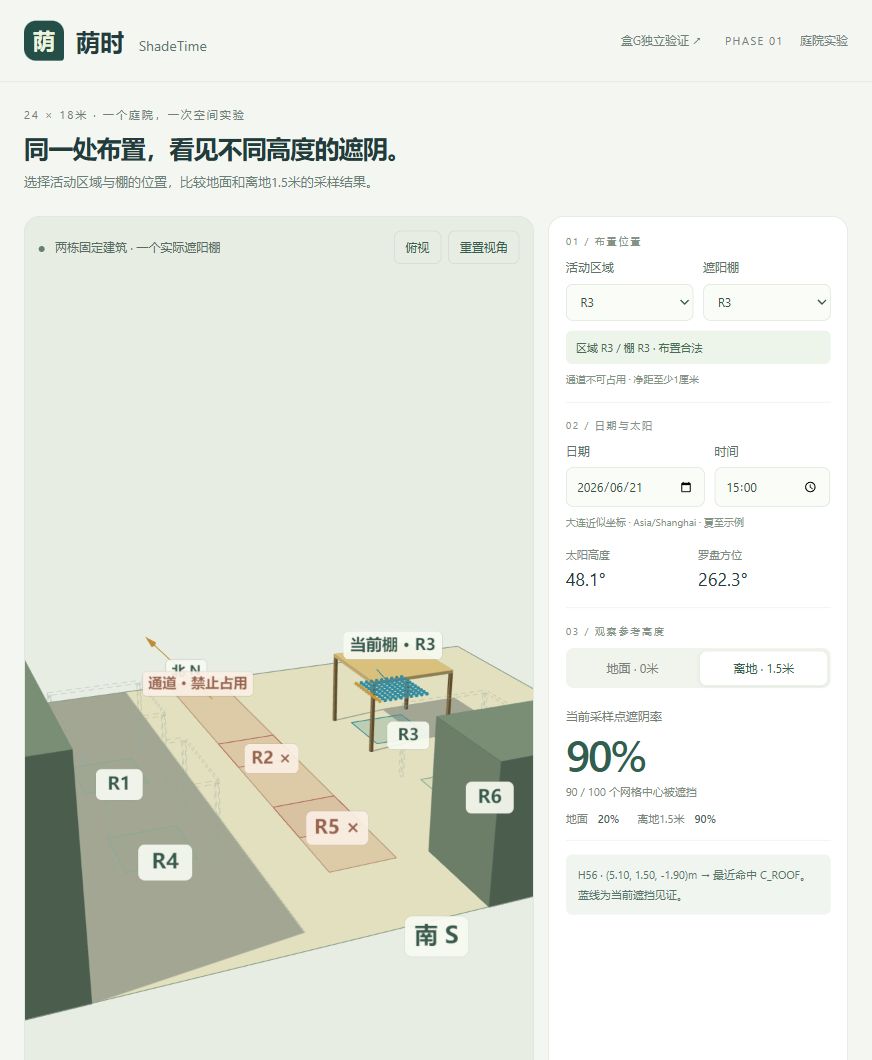 荫 荫时 ShadeTime
盒G独立验证 ↗ PHASE 01 庭院实验
24 × 18米 · 一个庭院，一次空间实验
同一处布置，看见不同高度的遮阴。
选择活动区域与棚的位置，比较地面和离地1.5米的采样结果。
两栋固定建筑 · 一个实际遮阳棚
俯视 重置视角
北 N
通道 · 禁止占用
当前棚 · R3
R3
R2 ×
R1
R6
R5 ×
R4
南 S
01 / 布置位置
活动区域 遮阳棚
R3 R3
区域 R3 / 棚 R3 · 布置合法
通道不可占用 · 净距至少1厘米
02 / 日期与太阳
日期 时间
2026/06/21 15:00
大连近似坐标 · Asia/Shanghai · 夏至示例
太阳高度 罗盘方位
48.1° 262.3°
03 / 观察参考高度
地面 · 0米 离地 · 1.5米
当前采样点遮阴率
90%
90 / 100 个网格中心被遮挡
地面 20% 离地1.5米 90%
H56 · (5.10, 1.50, -1.90)m → 最近命中 C_ROOF。
蓝线为当前遮挡见证。